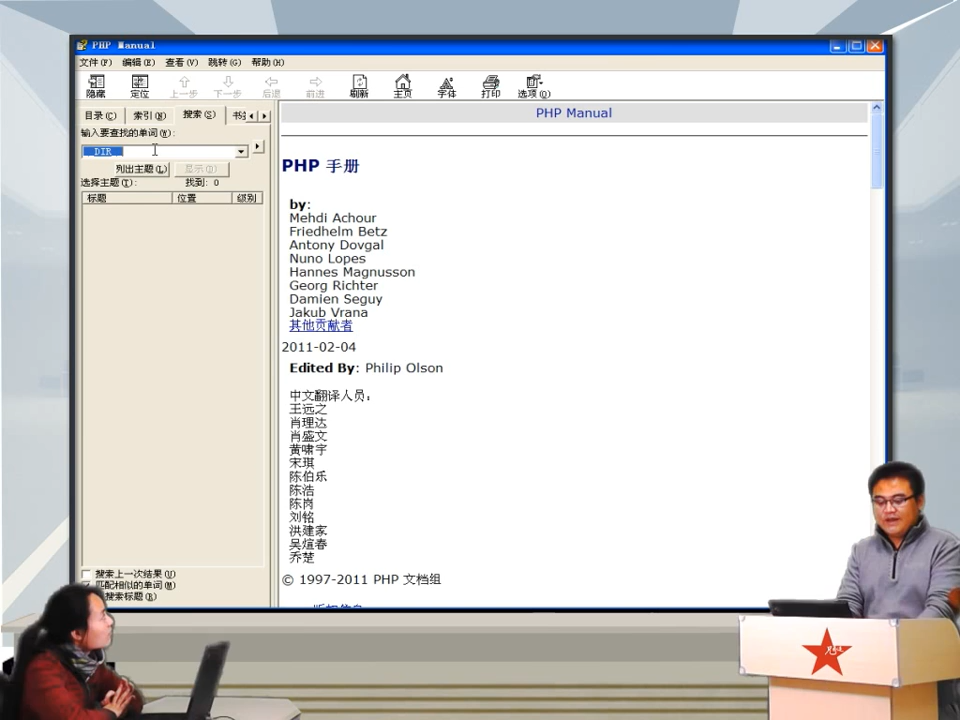 PHP Manual
文件(F) 编辑(E) 查看(V) 跳转(G) 帮助(H)
隐藏 定位 上一步 下一步 后退 前进 刷新 主页 字体 打印 选项(O)
目录(C) 索引(N) 搜索(S)
输入要查找的单词(W):
__DIR__
列出主题(L) 显示(D)
选择主题(T): 找到: 0
标题 位置 级别
搜索上一次结果(U)
匹配相似的单词(M)
搜索标题(R)
PHP Manual
PHP 手册
by:
Mehdi Achour
Friedhelm Betz
Antony Dovgal
Nuno Lopes
Hannes Magnusson
Georg Richter
Damien Seguy
Jakub Vrana
其他贡献者
2011-02-04
Edited By: Philip Olson
中文翻译人员:
王远之
肖理达
肖盛文
黄啸宇
宋琪
陈伯乐
陈浩
陈岗
刘铭
洪建家
吴煊春
乔楚
© 1997-2011 PHP 文档组